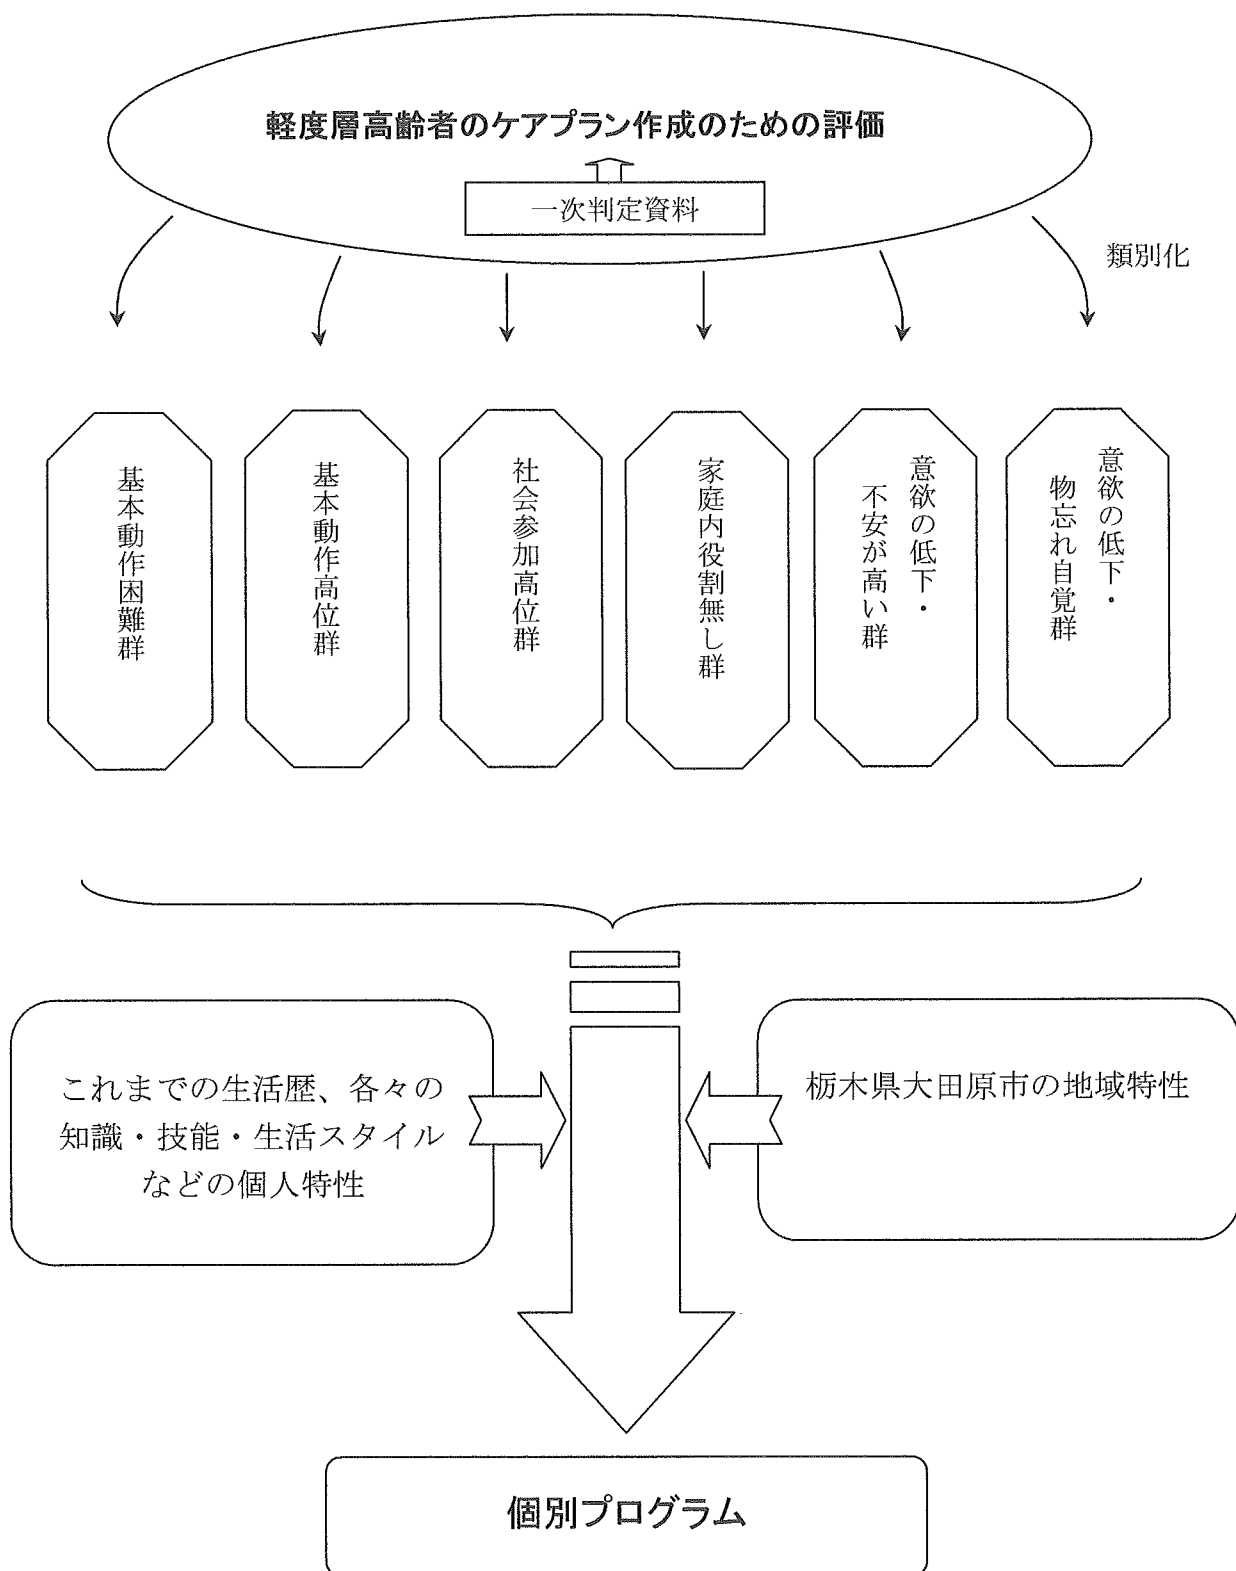 軽度層高齢者のケアプラン作成のための評価
一次判定資料
類別化
基本動作困難群
基本動作高位群
社会参加高位群
家庭内役割無し群
意欲の低下・
不安が高い群
意欲の低下・
物忘れ自覚群
これまでの生活歴、各々の
知識・技能・生活スタイル
などの個人特性
栃木県大田原市の地域特性
個別プログラム